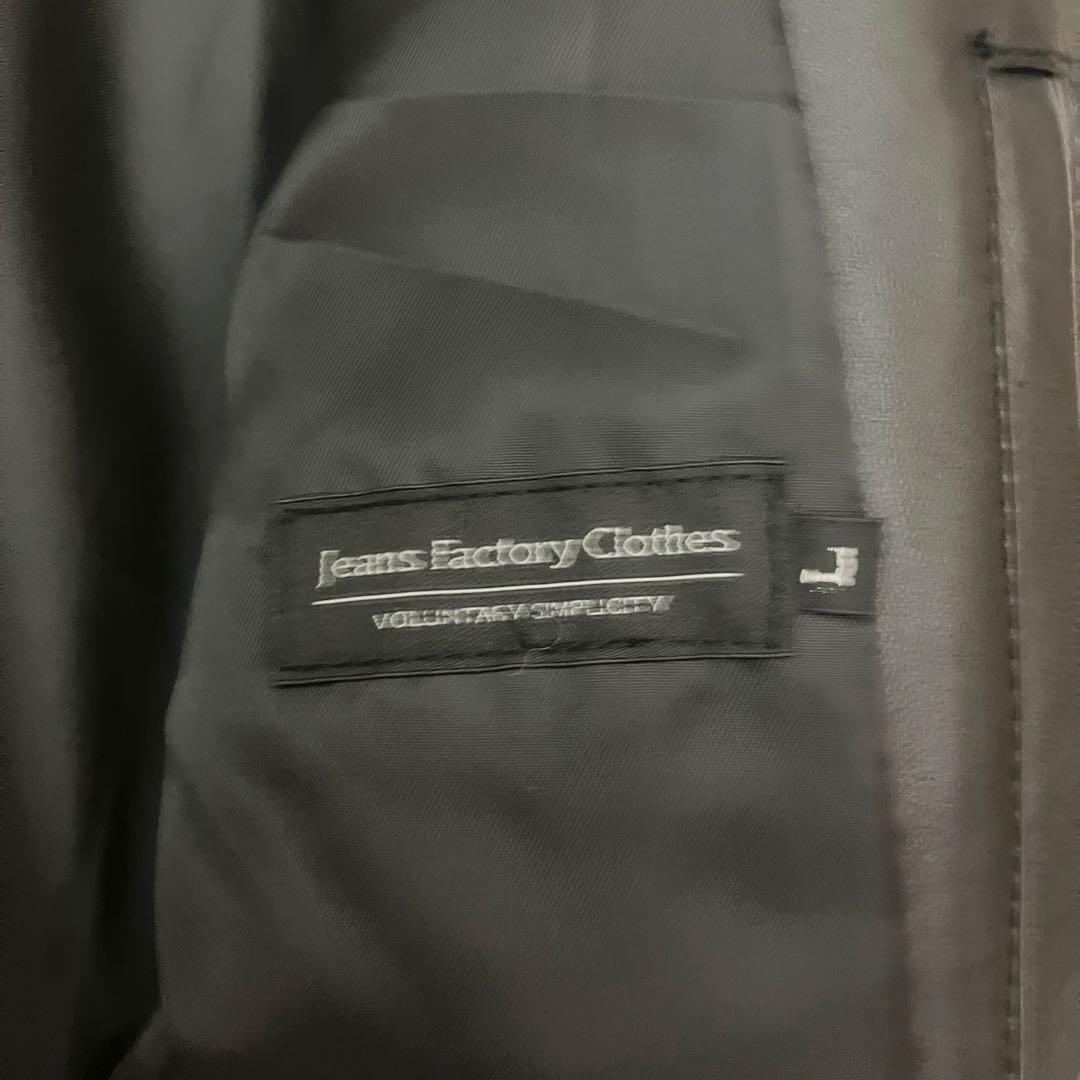 Jeans Factory Clothes
VOLUNTARY SIMPLICITY
L